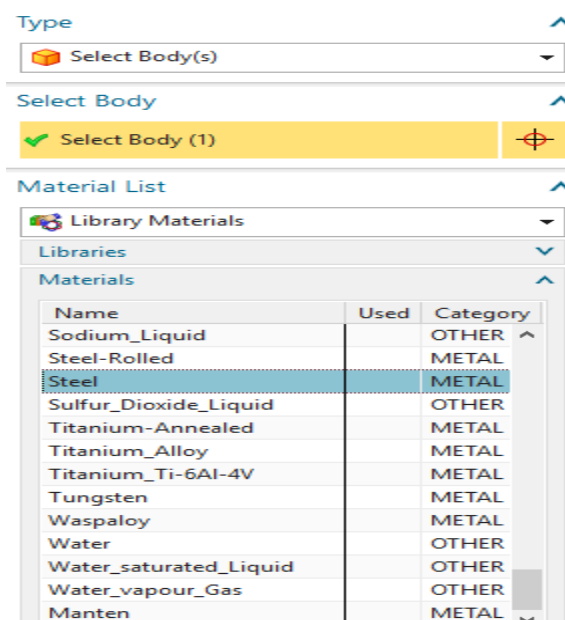 Type
Select Body(s)
Select Body
Select Body (1)
Material List
Library Materials
Libraries
Materials
Name Used Category
Sodium_Liquid OTHER
Steel-Rolled METAL
Steel METAL
Sulfur_Dioxide_Liquid OTHER
Titanium-Annealed METAL
Titanium_Alloy METAL
Titanium_Ti-6Al-4V METAL
Tungsten METAL
Waspaloy METAL
Water OTHER
Water_saturated_Liquid OTHER
Water_vapour_Gas OTHER
Manten METAL